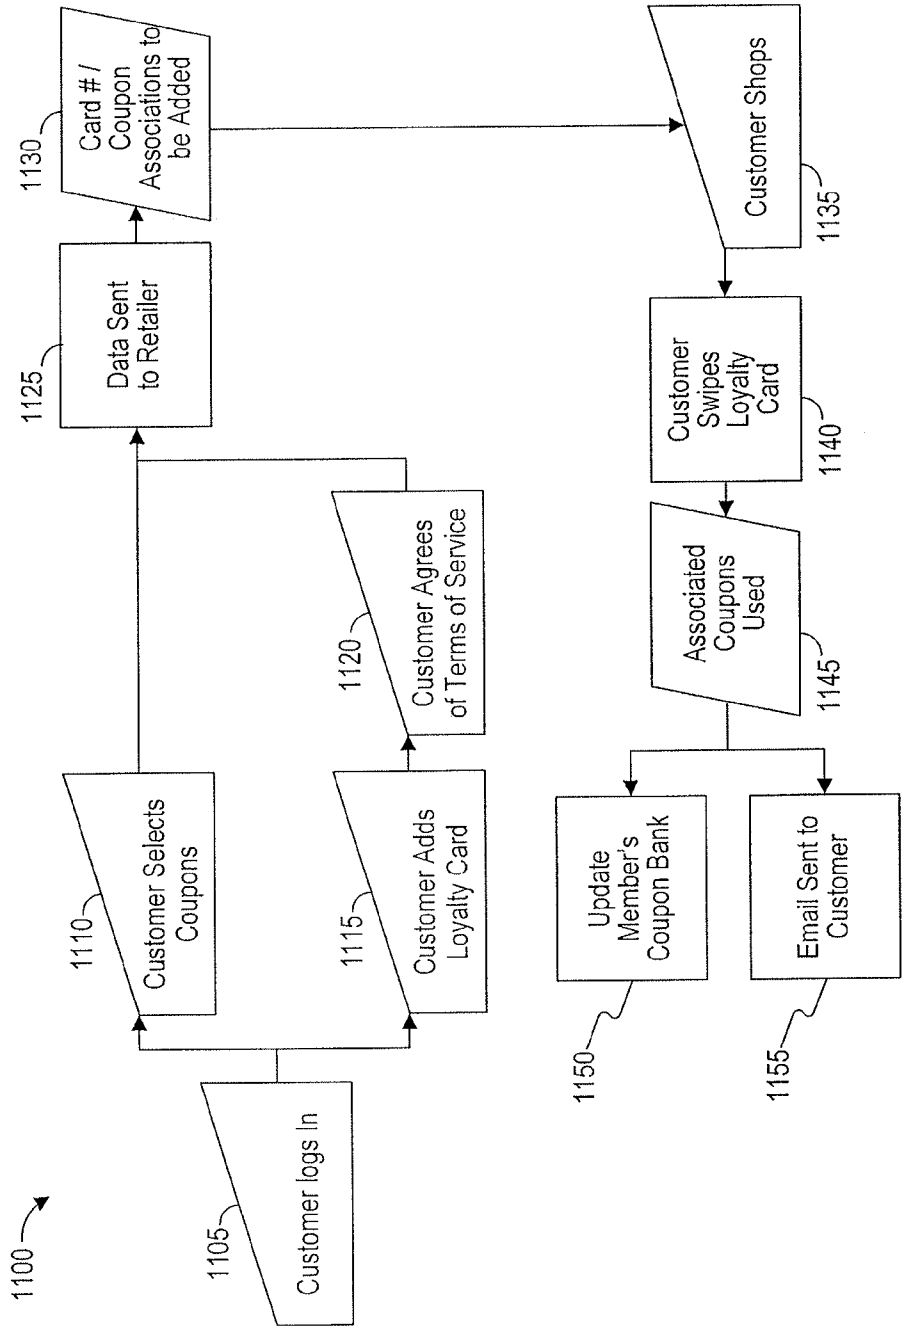 1100
1105
Customer logs In
1110
Customer Selects
Coupons
1115
Customer Adds
Loyalty Card
1120
Customer Agrees
of Terms of Service
1125
Data Sent
to Retailer
1130
Card # /
Coupon
Associations to
be Added
1135
Customer Shops
1140
Customer
Swipes
Loyalty
Card
1145
Associated
Coupons
Used
1150
Update
Member's
Coupon Bank
1155
Email Sent to
Customer